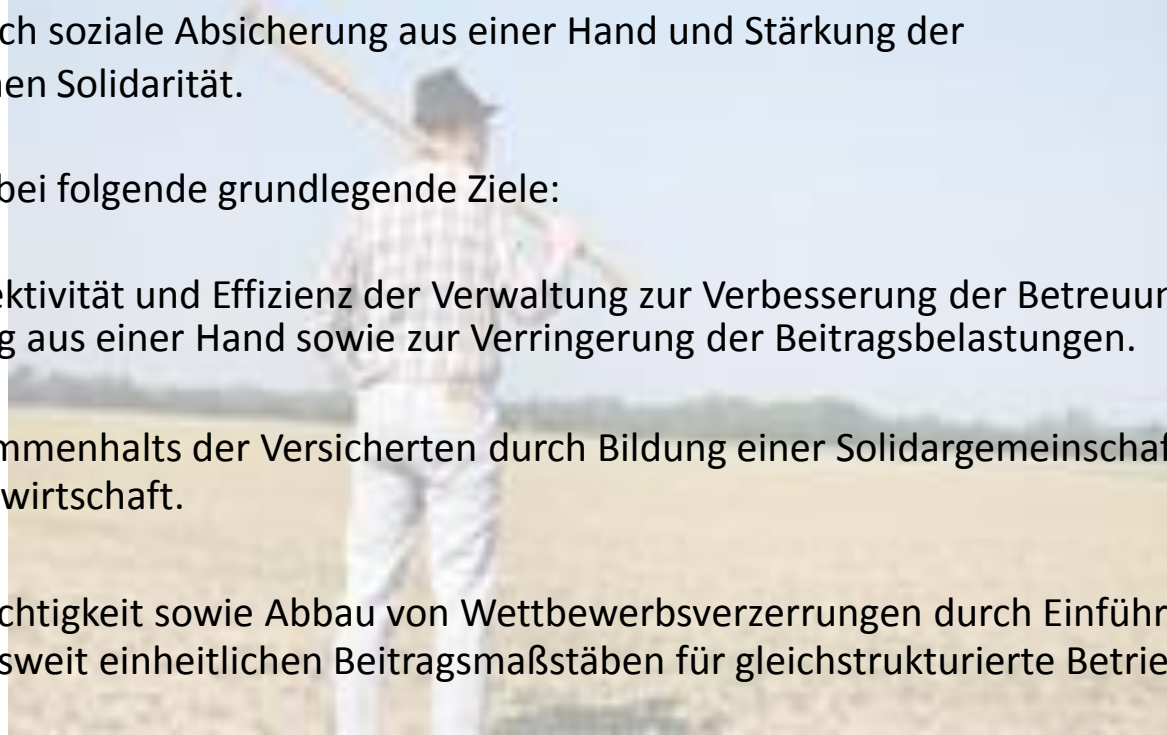 ch soziale Absicherung aus einer Hand und Stärkung der
en Solidarität.
bei folgende grundlegende Ziele:
ektivität und Effizienz der Verwaltung zur Verbesserung der Betreuun
g aus einer Hand sowie zur Verringerung der Beitragsbelastungen.
mmenhalts der Versicherten durch Bildung einer Solidargemeinschaf
wirtschaft.
chtigkeit sowie Abbau von Wettbewerbsverzerrungen durch Einführ
sweit einheitlichen Beitragsmaßstäben für gleichstrukturierte Betrie